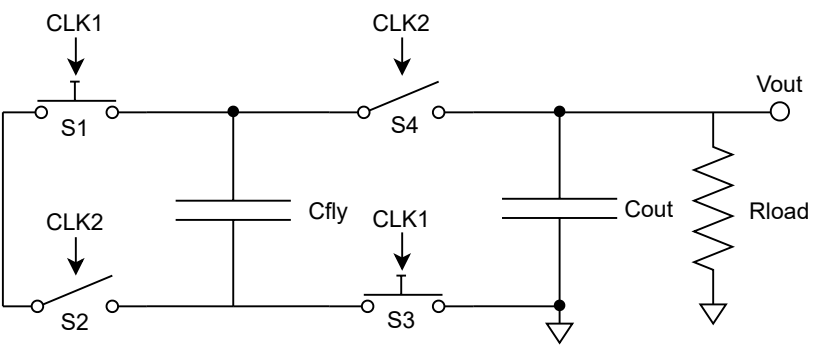 CLK1
CLK2
Vout
S1
S4
Cfly
Cout
Rload
CLK2
CLK1
S2
S3